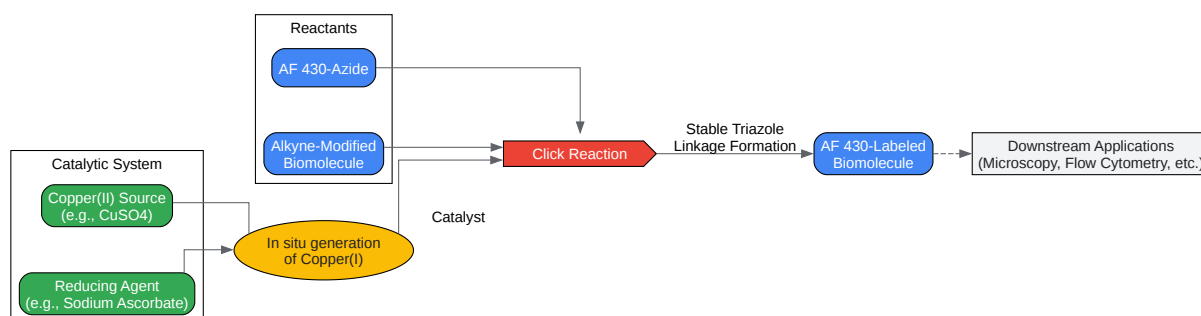 Reactants
AF 430-Azide
Alkyne-Modified
Biomolecule
Catalytic System
Copper(II) Source
(e.g., CuSO4)
Reducing Agent
(e.g., Sodium Ascorbate)
In situ generation
of Copper(I)
Catalyst
Click Reaction
Stable Triazole
Linkage Formation
AF 430-Labeled
Biomolecule
Downstream Applications
(Microscopy, Flow Cytometry, etc.)